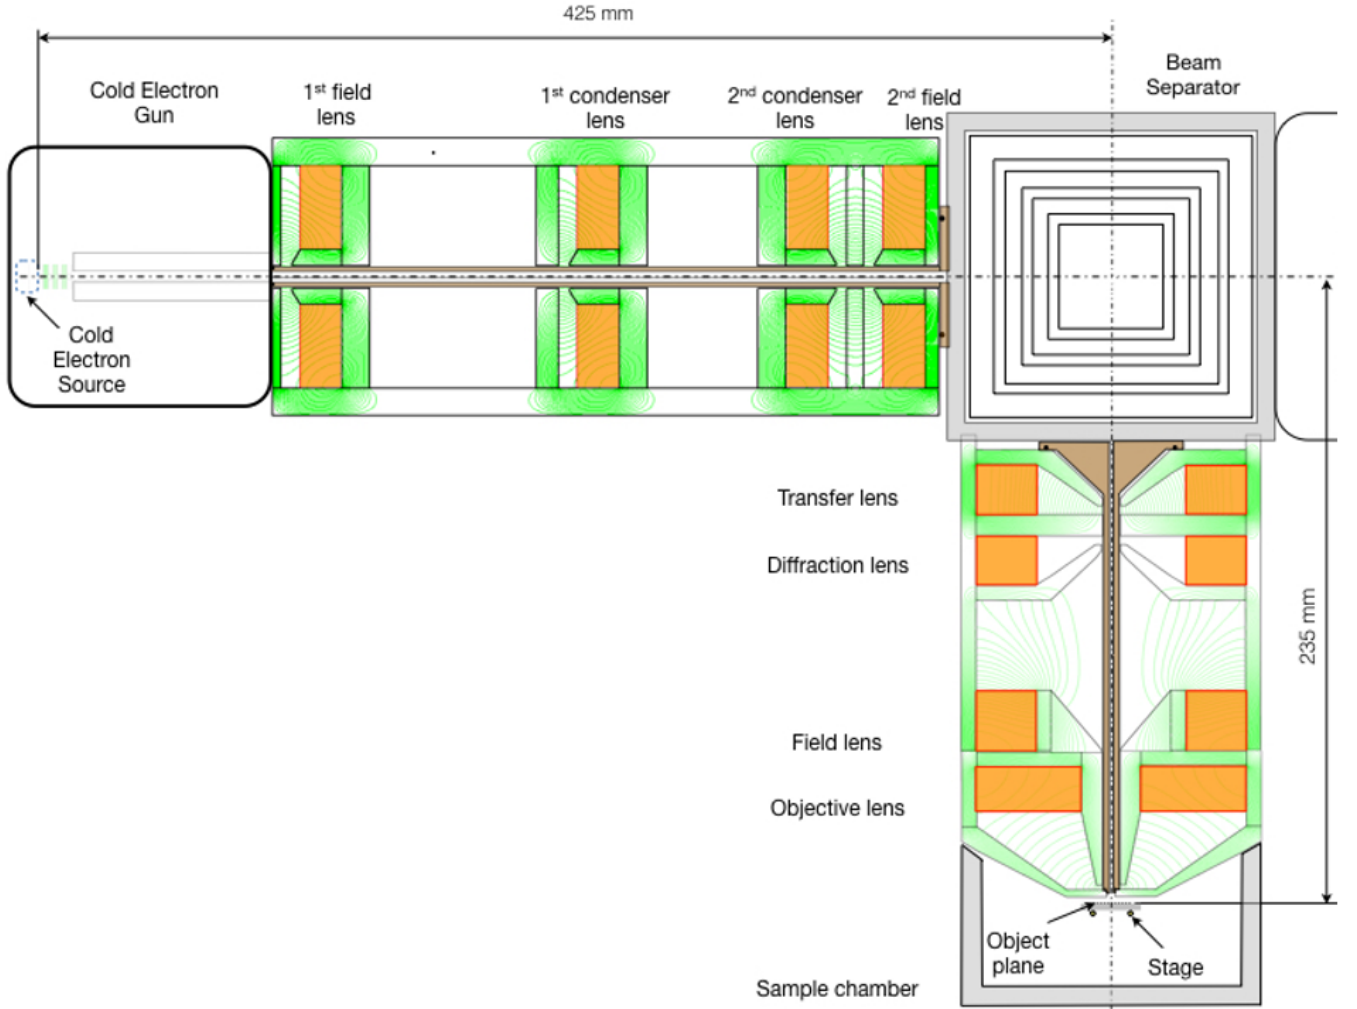 425 mm
Beam
Separator
Cold Electron
Gun
1st field
lens
1st condenser
lens
2nd condenser
lens
2nd field
lens
Cold
Electron
Source
Transfer lens
Diffraction lens
235 mm
Field lens
Objective lens
Object
plane
Stage
Sample chamber